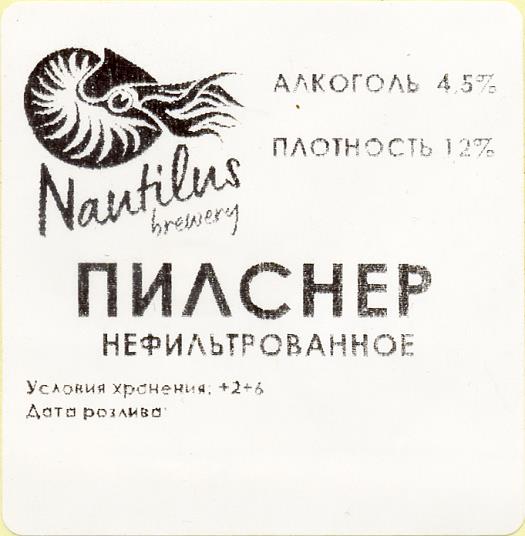 Nautilus
brewery
АЛКОГОЛЬ 4,5%
ПЛОТНОСТЬ 12%
ПИЛСНЕР
НЕФИЛЬТРОВАННОЕ
Условия хранения: +2+6
Дата розлива: